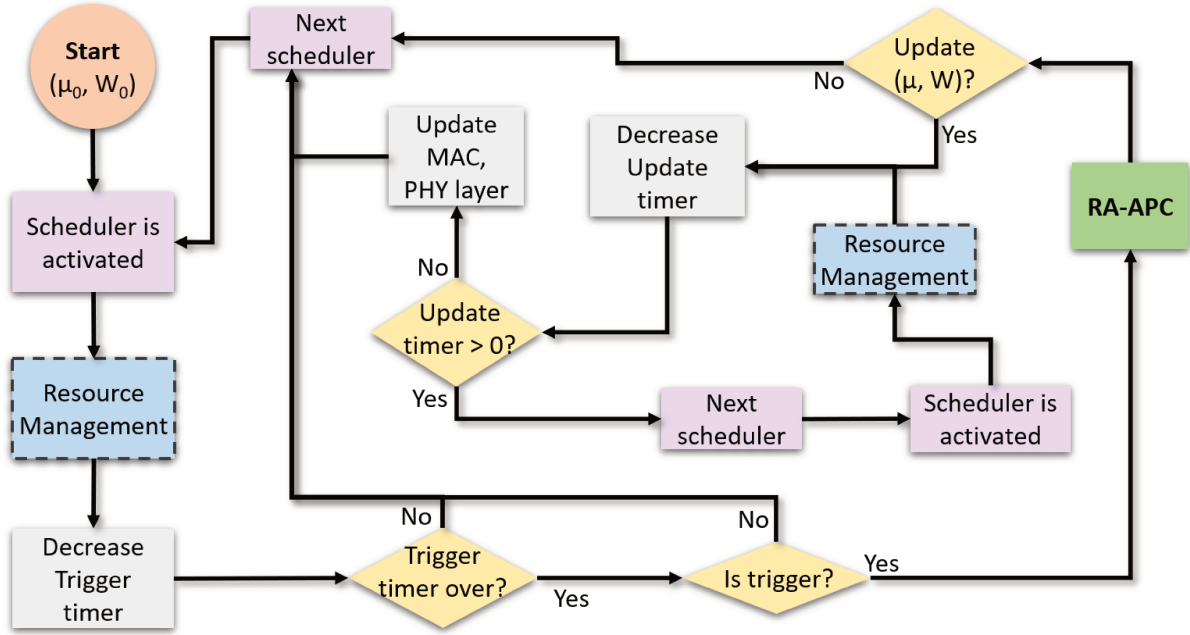 Start
(μ₀, W₀)
Next
scheduler
Update
(μ, W)?
No
Yes
Update
MAC,
PHY layer
Decrease
Update
timer
RA-APC
Scheduler is
activated
Resource
Management
No
Update
timer > 0?
Yes
Next
scheduler
Scheduler is
activated
Resource
Management
No
No
Decrease
Trigger
timer
Trigger
timer over?
Yes
Is trigger?
Yes